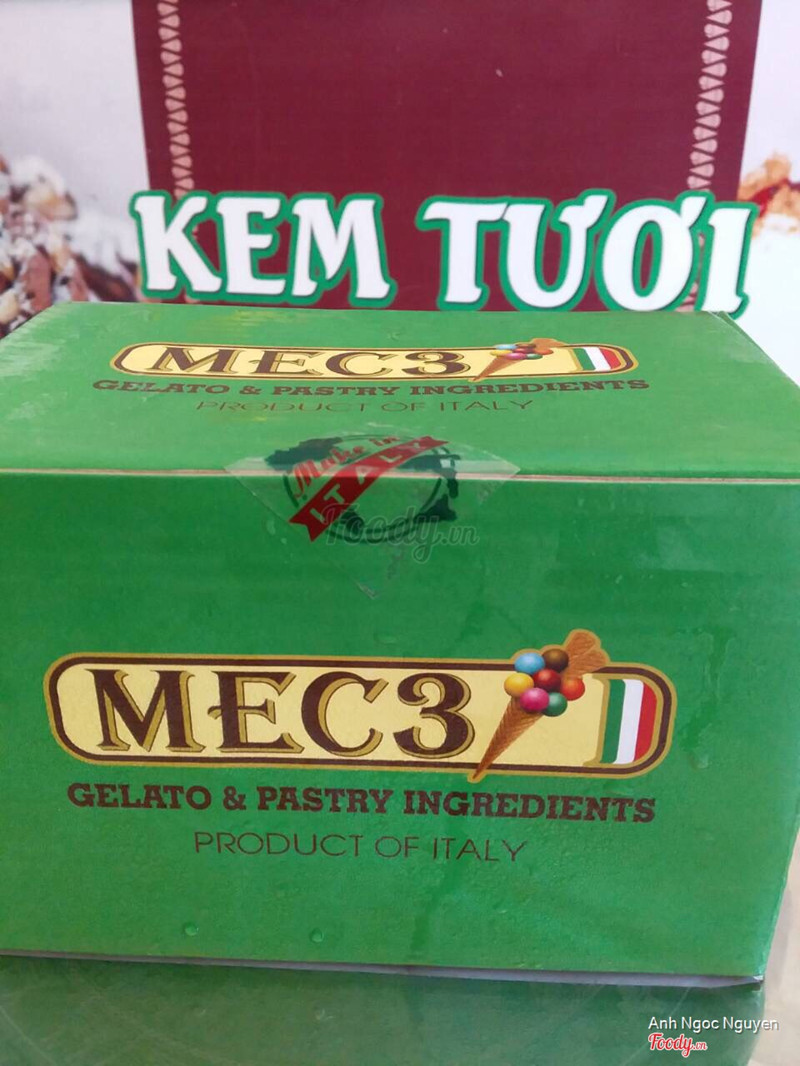 KEM TƯƠI
MEC3
GELATO & PASTRY INGREDIENTS
PRODUCT OF ITALY
Made in
ITALY
Foody.vn
MEC3
GELATO & PASTRY INGREDIENTS
PRODUCT OF ITALY
Anh Ngoc Nguyen
Foody.vn